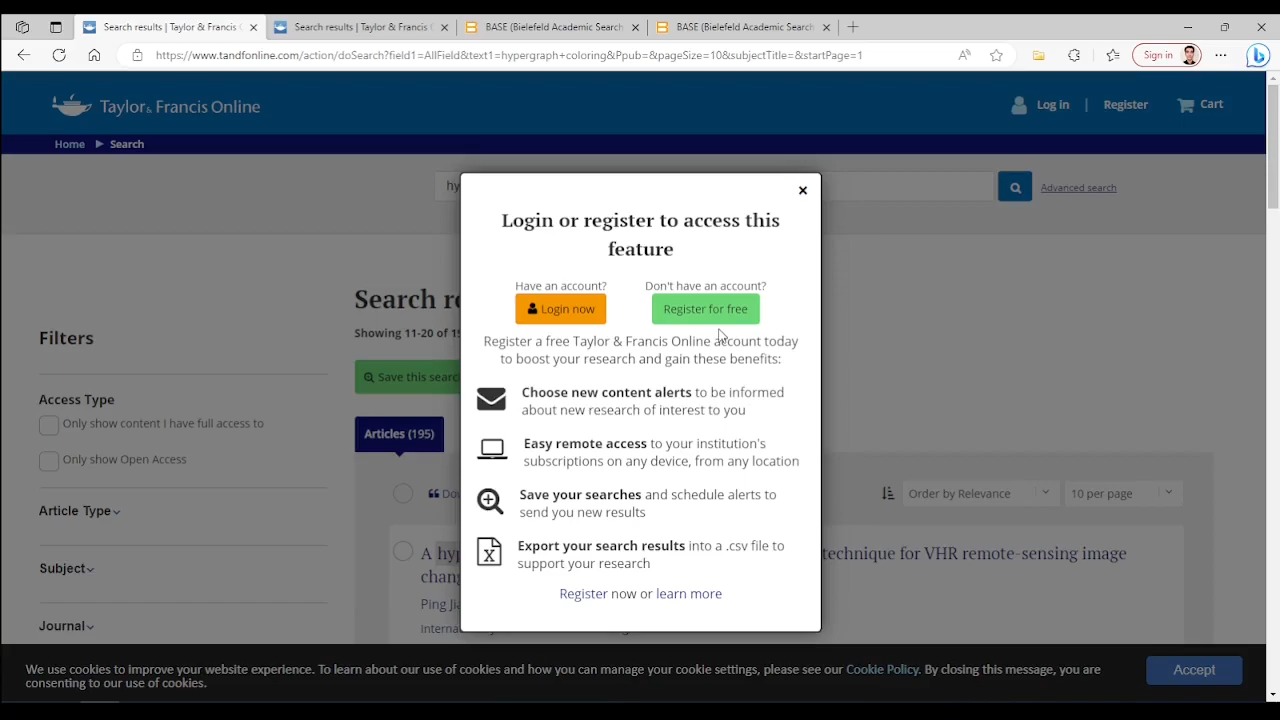 Search results | Taylor & Francis
Search results | Taylor & Francis
BASE (Bielefeld Academic Search
BASE (Bielefeld Academic Search
https://www.tandfonline.com/action/doSearch?field1=AllField&text1=hypergraph+coloring&Ppub=&pageSize=10&subjectTitle=&startPage=1
Sign in
Taylor & Francis Online
Log in | Register Cart
Home ▶ Search
hy
Advanced search
×
Login or register to access this
feature
Have an account?
Don't have an account?
Login now
Register for free
Register a free Taylor & Francis Online account today
to boost your research and gain these benefits:
Choose new content alerts to be informed
about new research of interest to you
Easy remote access to your institution's
subscriptions on any device, from any location
Save your searches and schedule alerts to
send you new results
Export your search results into a .csv file to
support your research
Register now or learn more
Search re
Showing 11-20 of 19
Filters
Save this searc
Access Type
Only show content I have full access to
Only show Open Access
Articles (195)
Article Type
Subject
Journal
Dow
Order by Relevance
10 per page
A hyp
technique for VHR remote-sensing image
chang
Ping Jia
Internat
We use cookies to improve your website experience. To learn about our use of cookies and how you can manage your cookie settings, please see our Cookie Policy. By closing this message, you are
consenting to our use of cookies.
Accept